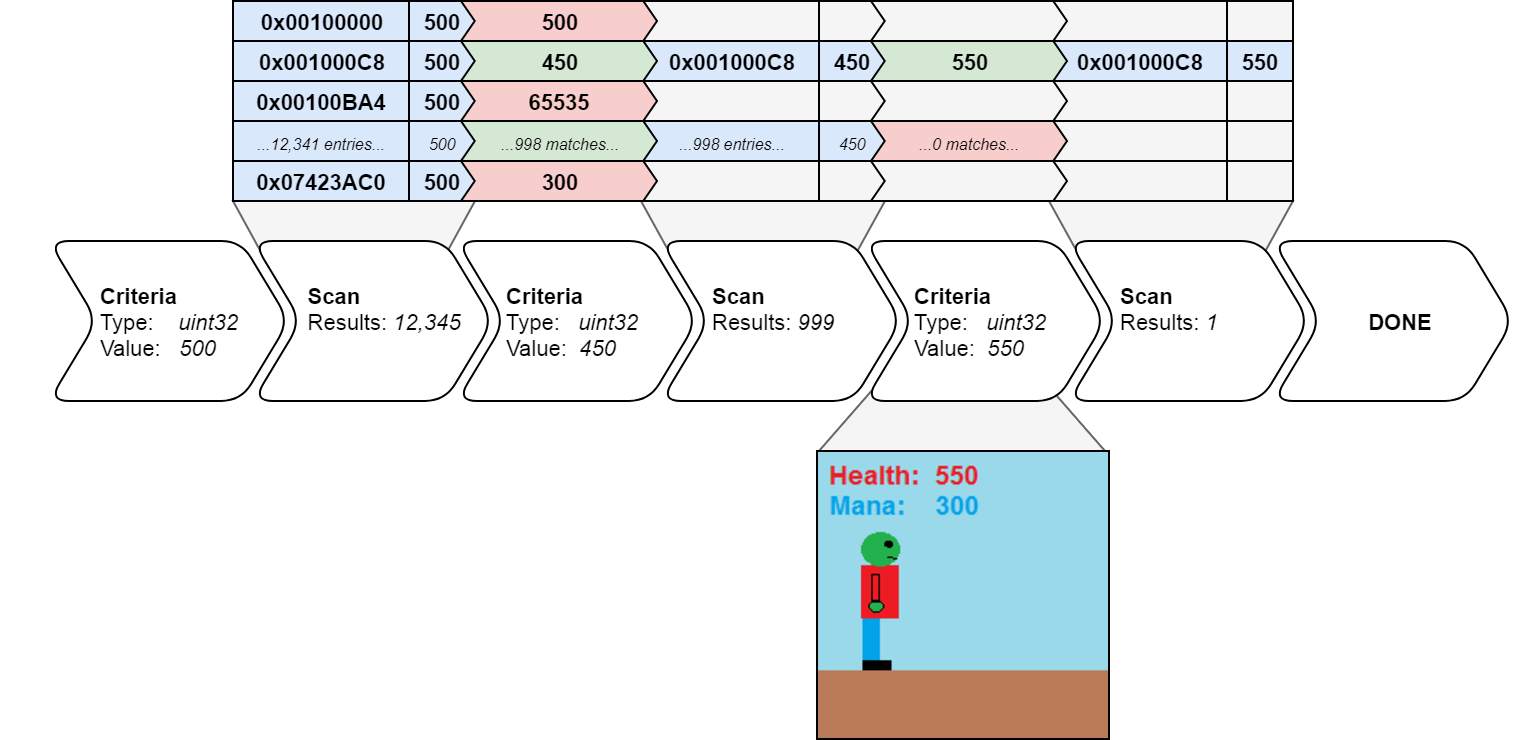 0x00100000 500 500
0x001000C8 500 450 0x001000C8 450 550 0x001000C8 550
0x00100BA4 500 65535
...12,341 entries... 500 ...998 matches... ...998 entries... 450 ...0 matches...
0x07423AC0 500 300
Criteria
Type: uint32
Value: 500
Scan
Results: 12,345
Criteria
Type: uint32
Value: 450
Scan
Results: 999
Criteria
Type: uint32
Value: 550
Scan
Results: 1
DONE
Health: 550
Mana: 300